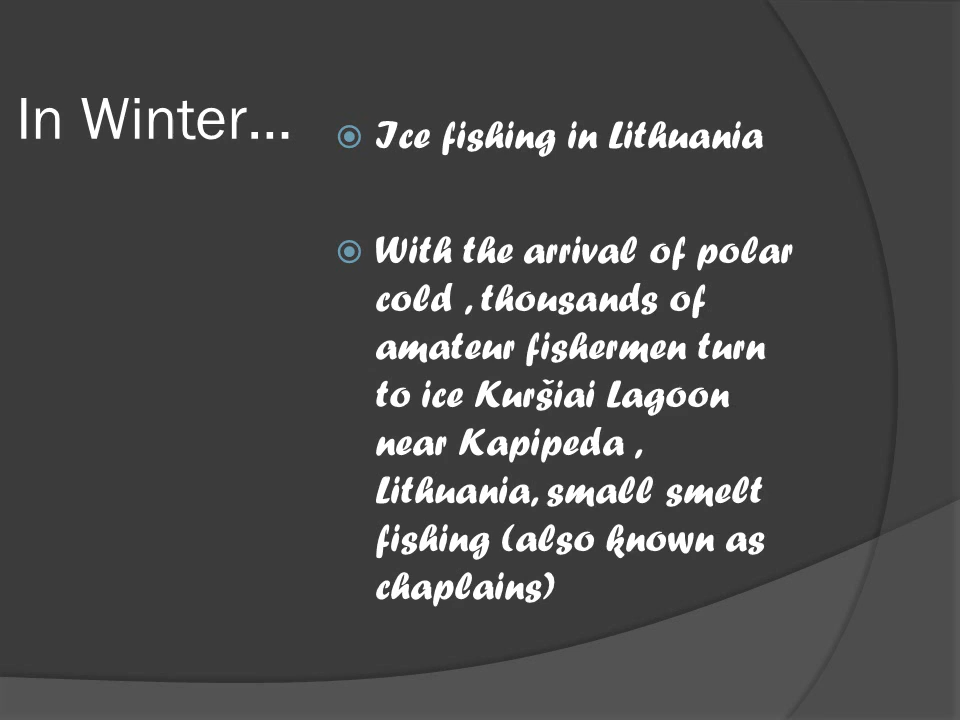 In Winter...
Ice fishing in Lithuania
With the arrival of polar
cold , thousands of
amateur fishermen turn
to ice Kuršiai Lagoon
near Kapipeda ,
Lithuania, small smelt
fishing (also known as
chaplains)